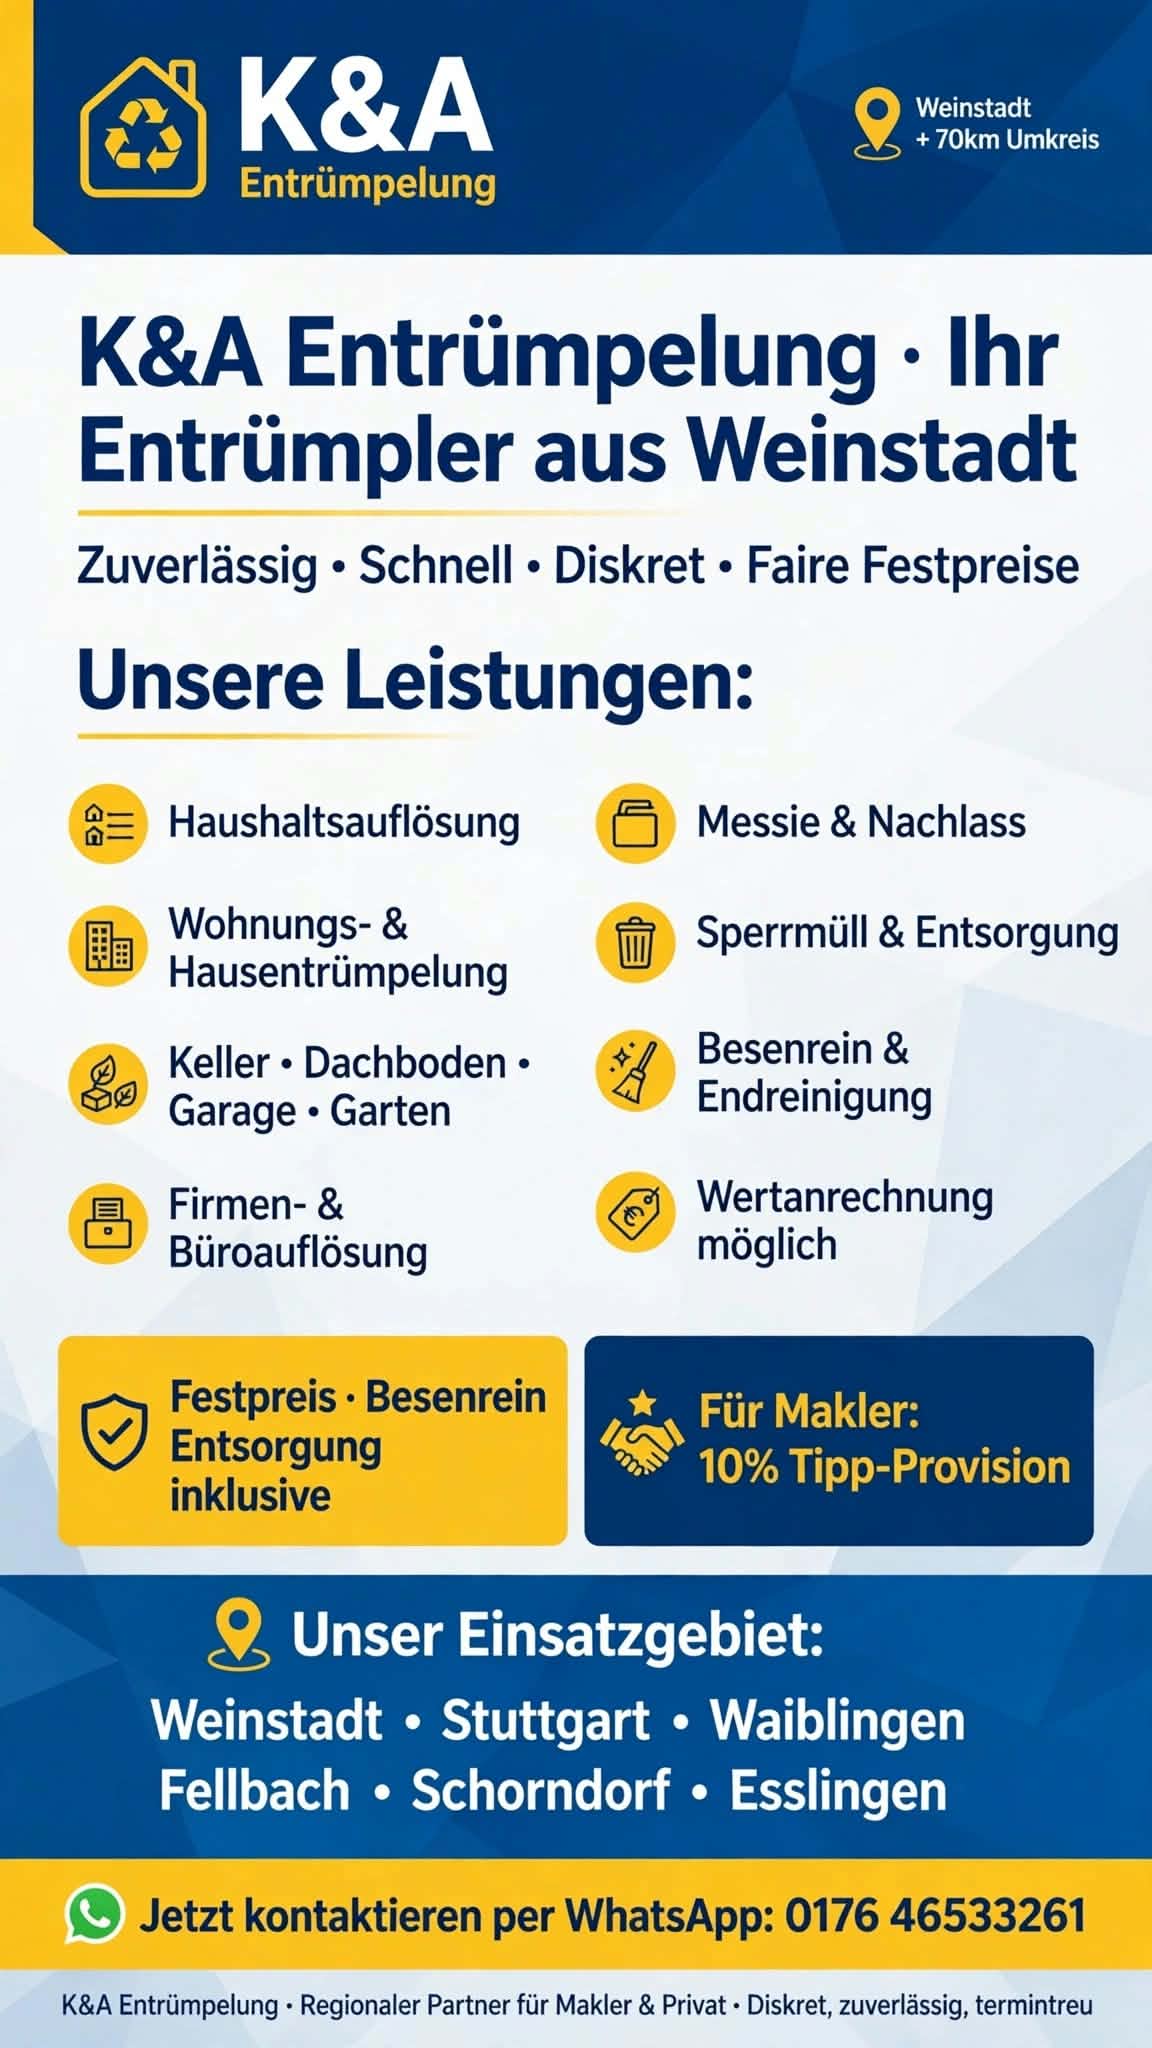 K&A
Entrümpelung
Weinstadt
+ 70km Umkreis
K&A Entrümpelung · Ihr
Entrümpler aus Weinstadt
Zuverlässig • Schnell • Diskret • Faire Festpreise
Unsere Leistungen:
Haushaltsauflösung
Wohnungs- &
Hausentrümpelung
Keller • Dachboden •
Garage • Garten
Firmen- &
Büroauflösung
Messie & Nachlass
Sperrmüll & Entsorgung
Besenrein &
Endreinigung
Wertanrechnung
möglich
Festpreis · Besenrein
Entsorgung
inklusive
Für Makler:
10% Tipp-Provision
Unser Einsatzgebiet:
Weinstadt • Stuttgart • Waiblingen
Fellbach • Schorndorf • Esslingen
Jetzt kontaktieren per WhatsApp: 0176 46533261
K&A Entrümpelung • Regionaler Partner für Makler & Privat • Diskret, zuverlässig, termintreu